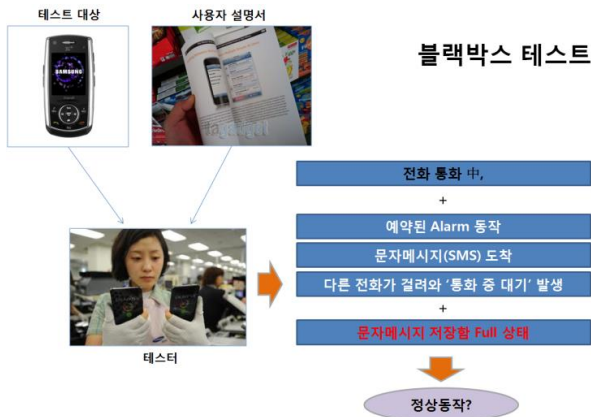 테스트 대상
사용자 설명서
블랙박스 테스트
SAMSUNG
전화 통화 中,
+
예약된 Alarm 동작
문자메시지(SMS) 도착
다른 전화가 걸려와 '통화 중 대기' 발생
+
문자메시지 저장함 Full 상태
테스터
정상동작?